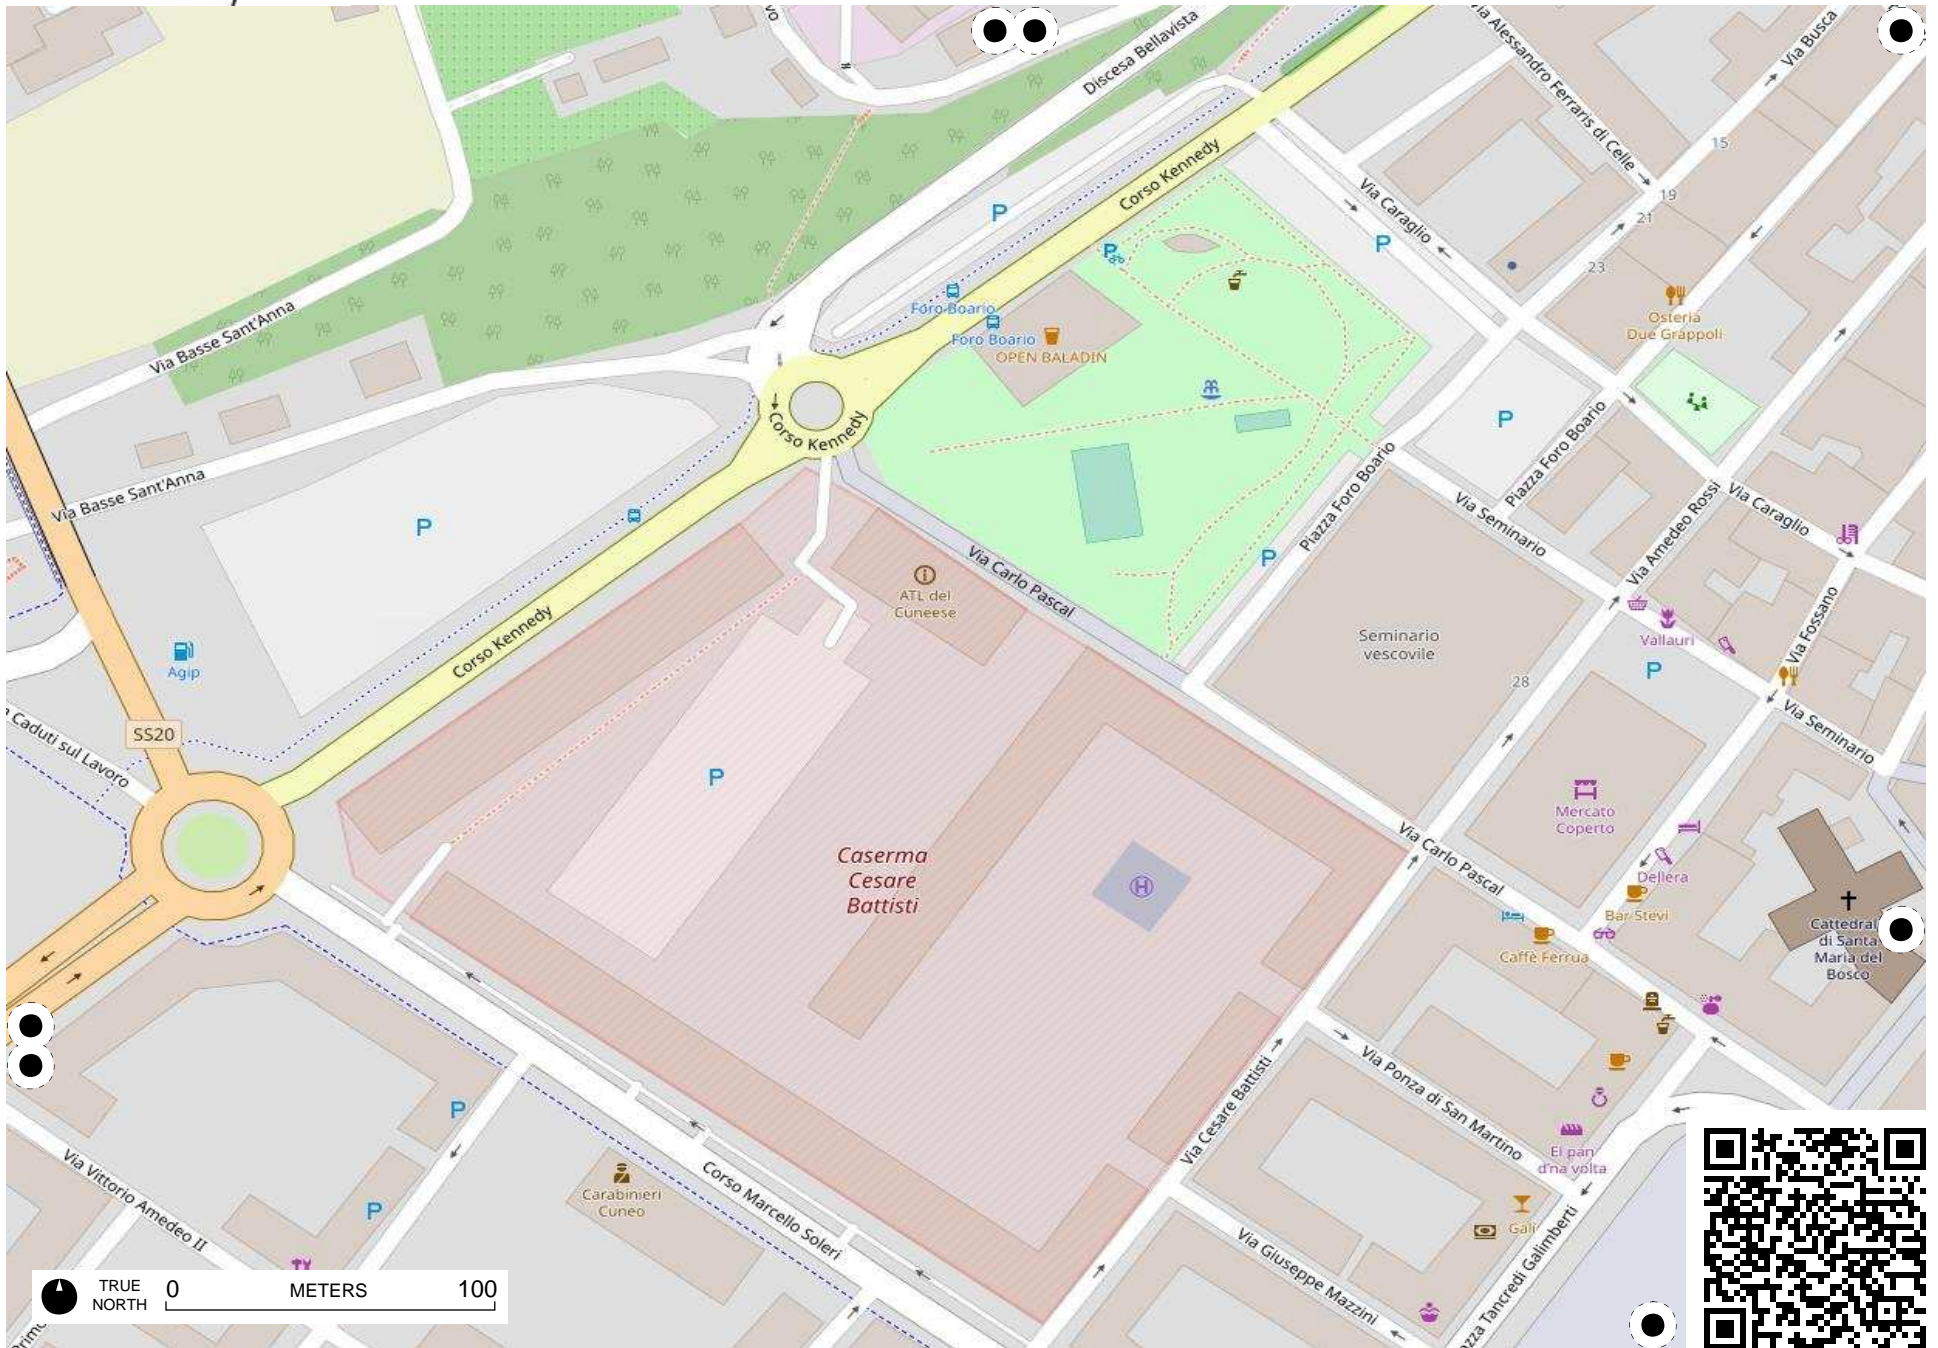 Discesa Bellavista
Via Alessandro Ferraris di Celle
Via Busca
15
Corso Kennedy
P
Via Caraglio
P
19
21
P
23
Foro Boario
Foro Boario
OPEN BALADIN
Osteria
Due Grappoli
Via Basse Sant'Anna
Corso Kennedy
P
Piazza Foro Boario
Via Basse Sant'Anna
P
Piazza Foro Boario
Via Seminario
Via Amedeo Rossi
Via Caraglio
P
Via Carlo Pascal
ATL del
Cuneese
Seminario
vescovile
Vallauri
Via Fossano
P
28
Agip
Corso Kennedy
SS20
Caduti sul Lavoro
Via Seminario
P
Mercato
Coperto
Caserma
Cesare
Battisti
H
Via Carlo Pascal
Dellera
Bar Stevi
Caffè Ferrua
Cattedral
di Santa
Maria del
Bosco
Via Cesare Battisti
Via Ponza di San Martino
P
El pan
d'na volta
Via Vittorio Amedeo II
P
Carabinieri
Cuneo
Corso Marcello Soleri
Galì
Via Giuseppe Mazzini
zza Tancredi Galimberti
TRUE
NORTH
0 METERS 100